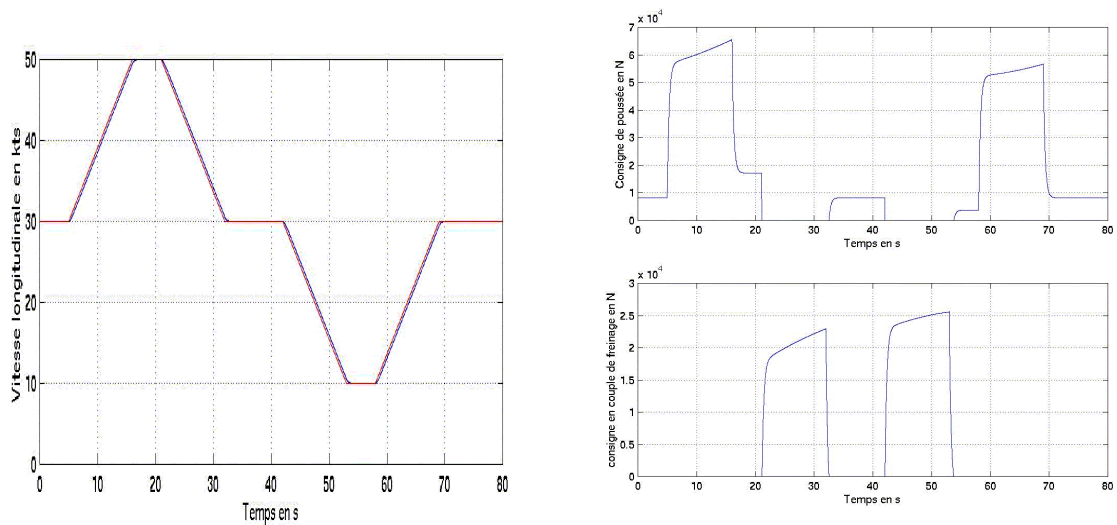 50
40
30
20
10
0
0 10 20 30 40 50 60 70 80
Vitesse longitudinale en kts
Temps en s
x 10^4
7
6
5
4
3
2
1
0
0 10 20 30 40 50 60 70 80
Consigne de poussée en N
Temps en s
x 10^4
3
2.5
2
1.5
1
0.5
0
0 10 20 30 40 50 60 70 80
consigne en couple de freinage en N
Temps en s